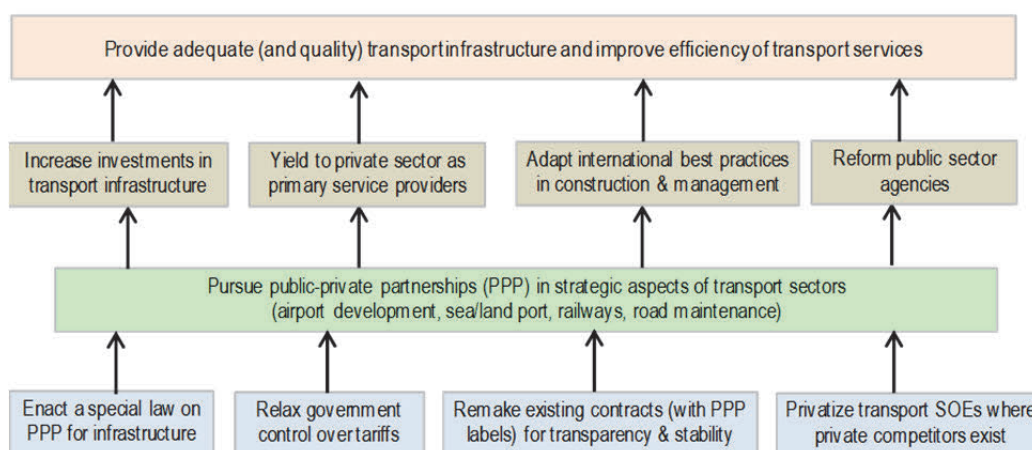 Provide adequate (and quality) transport infrastructure and improve efficiency of transport services
Increase investments in
transport infrastructure
Yield to private sector as
primary service providers
Adapt international best practices
in construction & management
Reform public sector
agencies
Pursue public-private partnerships (PPP) in strategic aspects of transport sectors
(airport development, sea/land port, railways, road maintenance)
Enact a special law on
PPP for infrastructure
Relax government
control over tariffs
Remake existing contracts (with PPP
labels) for transparency & stability
Privatize transport SOEs where
private competitors exist